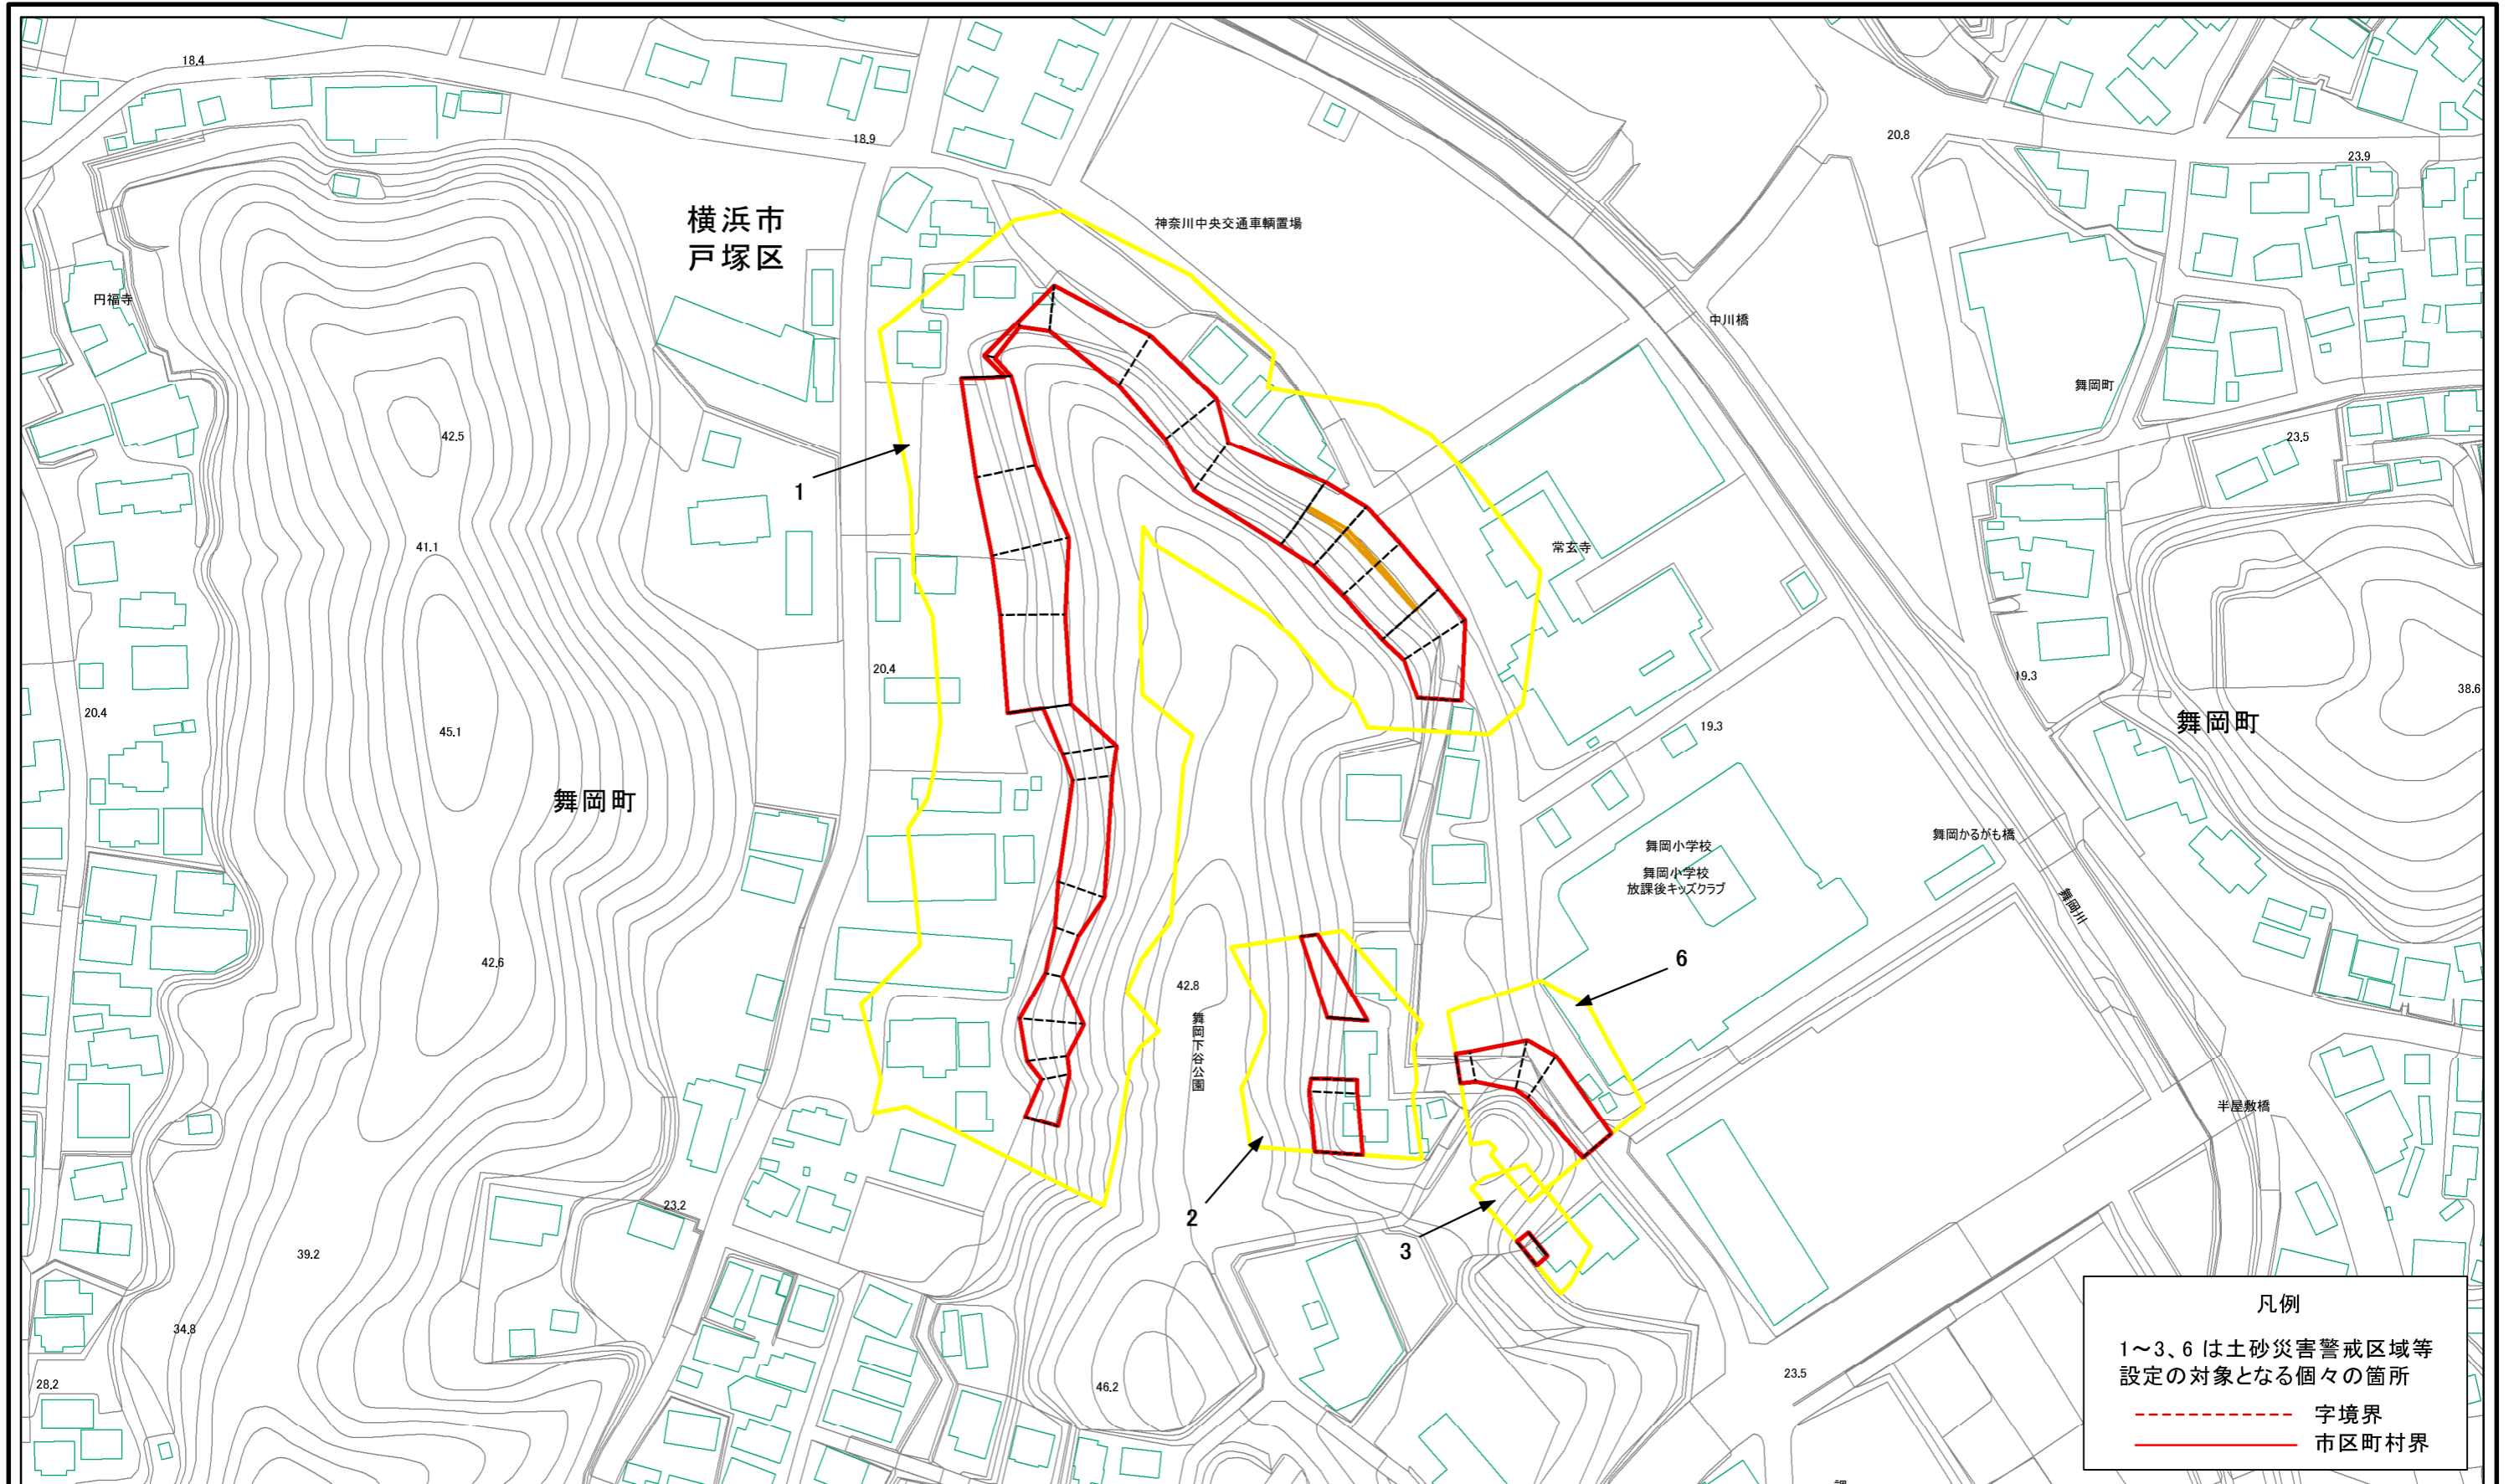 18.4
18.9
20.8
23.9
横浜市
戸塚区
神奈川中央交通車輌置場
円福寺
中川橋
舞岡町
42.5
23.5
1
41.1
常玄寺
20.4
19.3
38.6
20.4
19.3
舞岡町
45.1
舞岡町
舞岡小学校
舞岡小学校
放課後キッズクラブ
舞岡かるがも橋
舞岡川
42.6
6
42.8
舞岡下谷公園
半屋敷橋
23.2
2
3
39.2
34.8
28.2
46.2
23.5
凡例
1～3、6 は土砂災害警戒区域等
設定の対象となる個々の箇所
字境界
市区町村界